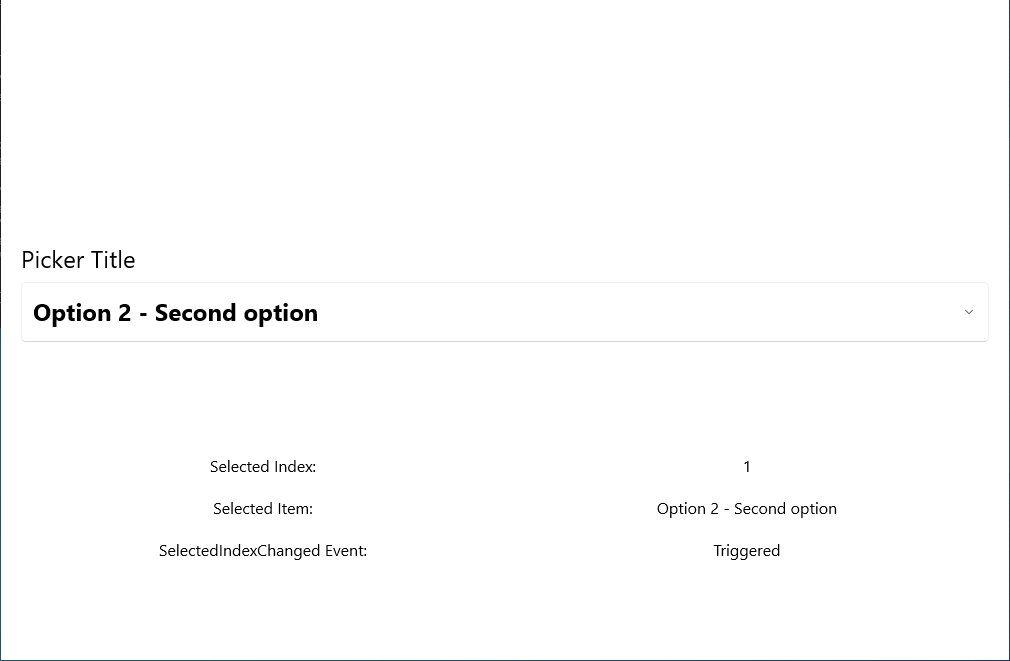 Picker Title
Option 2 - Second option
Selected Index: 1
Selected Item: Option 2 - Second option
SelectedIndexChanged Event: Triggered